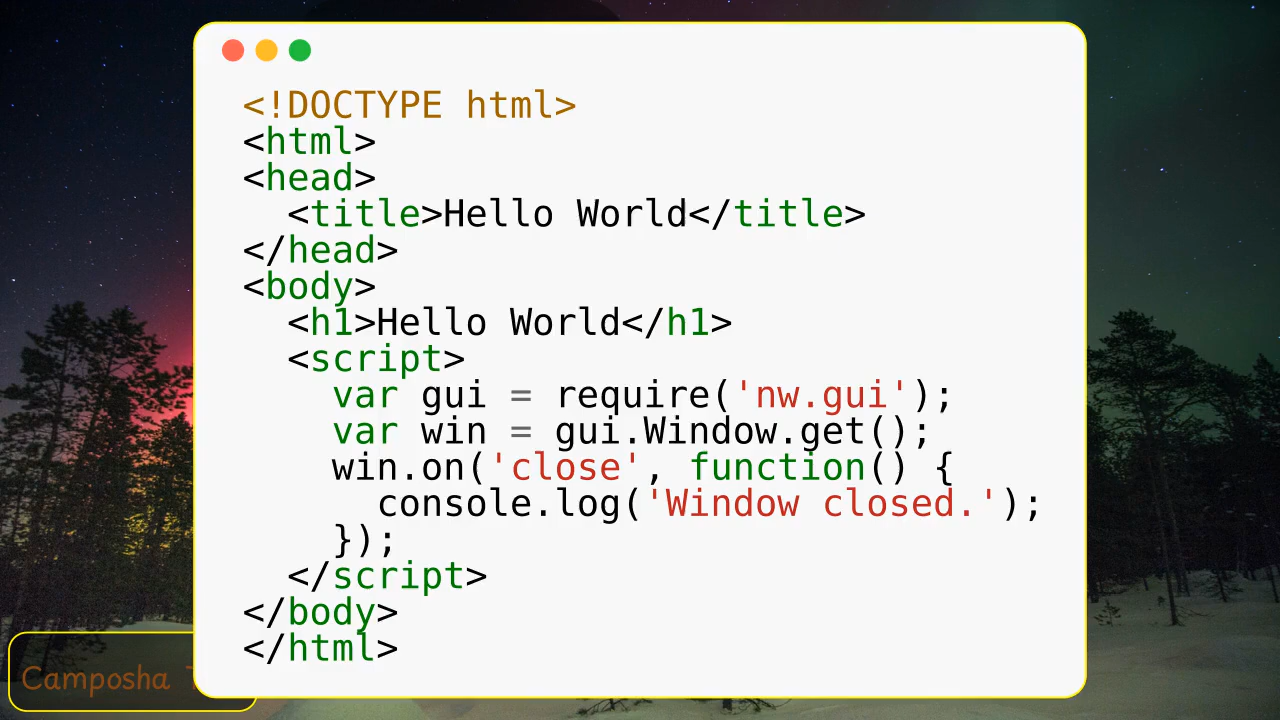 <!DOCTYPE html>
<html>
<head>
  <title>Hello World</title>
</head>
<body>
  <h1>Hello World</h1>
  <script>
    var gui = require('nw.gui');
    var win = gui.Window.get();
    win.on('close', function() {
      console.log('Window closed.');
    });
  </script>
</body>
</html>
Camposha